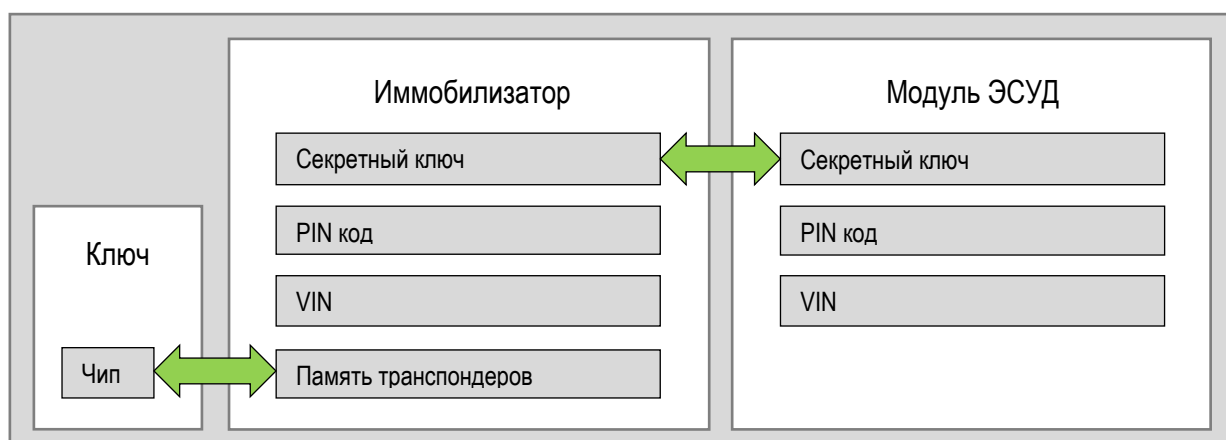 Иммобилизатор
Модуль ЭСУД
Секретный ключ
Секретный ключ
PIN код
PIN код
Ключ
VIN
VIN
Чип
Память транспондеров